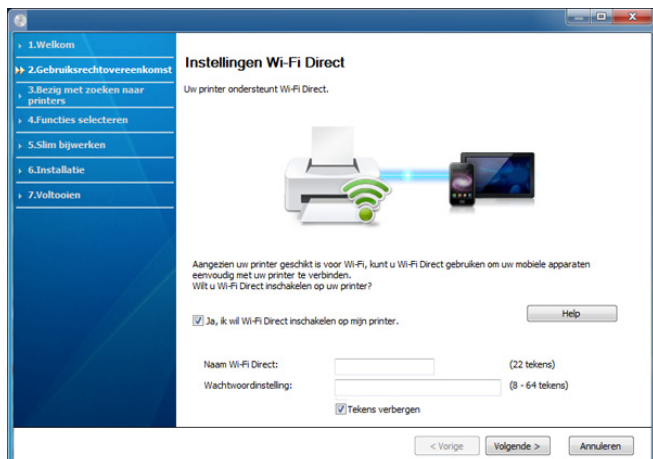 1.Welkom
2.Gebruiksrechtovereenkomst
3.Bezig met zoeken naar
printers
4.Functies selecteren
5.Slim bijwerken
6.Installatie
7.Voltooien
Instellingen Wi-Fi Direct
Uw printer ondersteunt Wi-Fi Direct.
Aangezien uw printer geschikt is voor Wi-Fi, kunt u Wi-Fi Direct gebruiken om uw mobiele apparaten
eenvoudig met uw printer te verbinden.
Wilt u Wi-Fi Direct inschakelen op uw printer?
Help
Ja, ik wil Wi-Fi Direct inschakelen op mijn printer.
Naam Wi-Fi Direct: (22 tekens)
Wachtwoordinstelling: (8 - 64 tekens)
Tekens verbergen
< Vorige Volgende > Annuleren